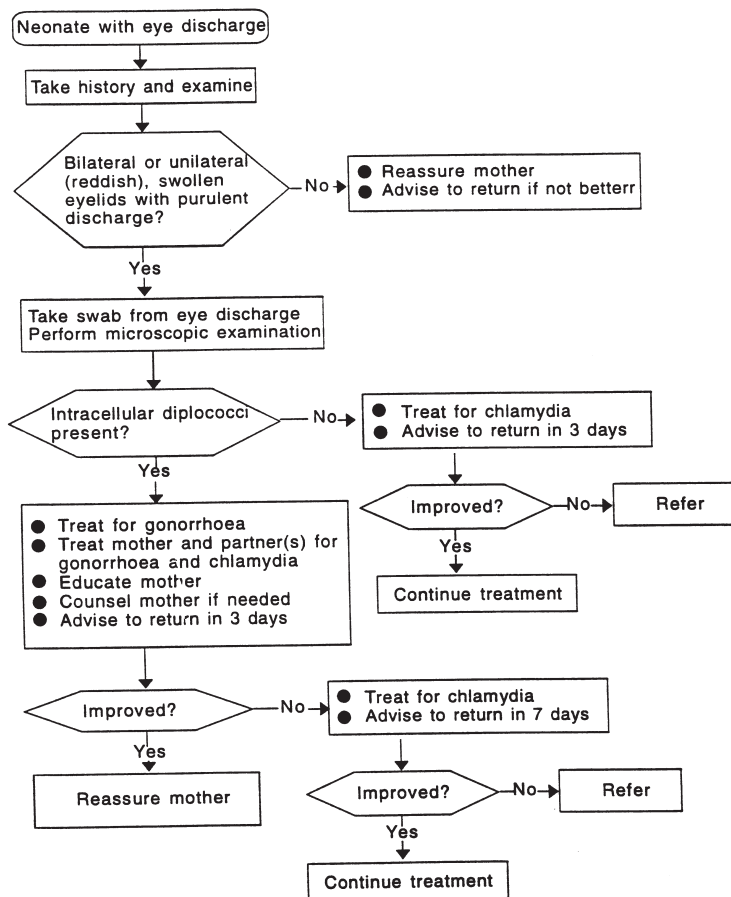 Neonate with eye discharge
Take history and examine
Bilateral or unilateral
(reddish), swollen
eyelids with purulent
discharge?
No
● Reassure mother
● Advise to return if not betterr
Yes
Take swab from eye discharge
Perform microscopic examination
Intracellular diplococci
present?
No
● Treat for chlamydia
● Advise to return in 3 days
Yes
Improved?
No
Refer
Yes
Continue treatment
● Treat for gonorrhoea
● Treat mother and partner(s) for
gonorrhoea and chlamydia
● Educate mother
● Counsel mother if needed
● Advise to return in 3 days
Improved?
No
● Treat for chlamydia
● Advise to return in 7 days
Yes
Reassure mother
Improved?
No
Refer
Yes
Continue treatment